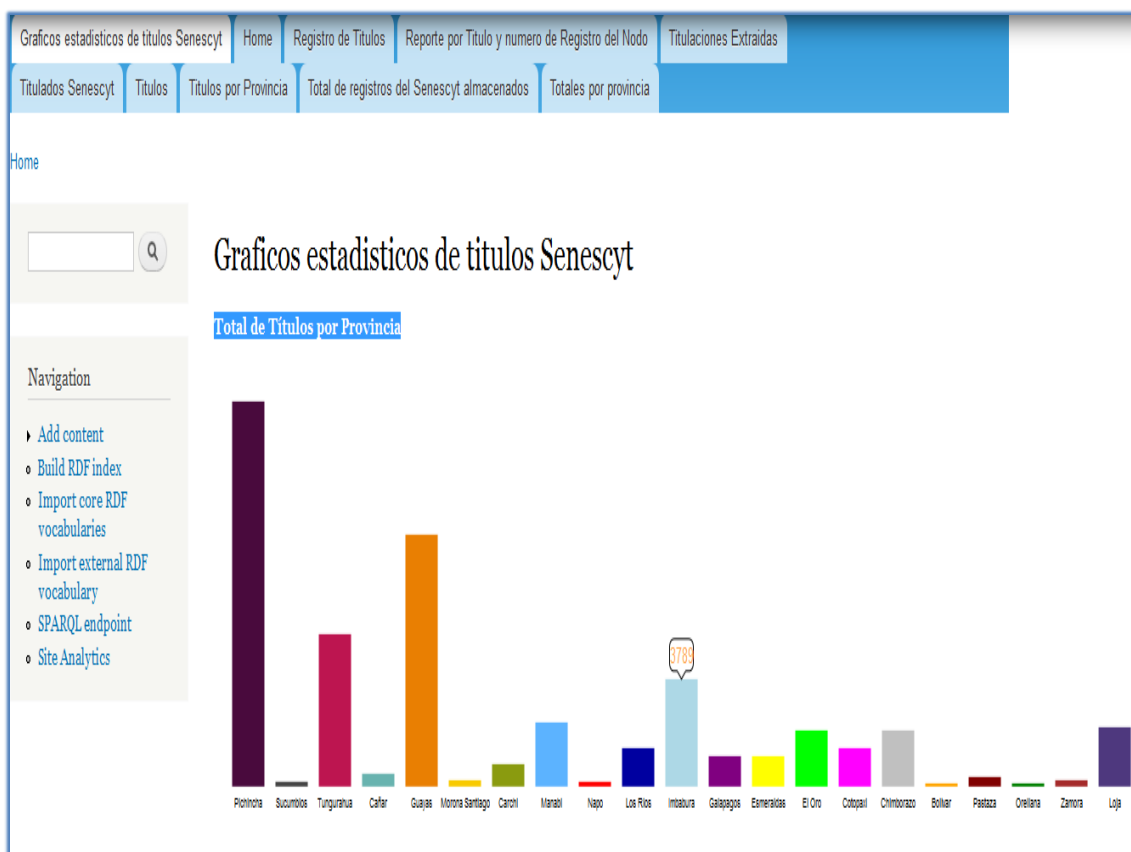 Graficos estadisticos de titulos Senescyt Home Registro de Titulos Reporte por Titulo y numero de Registro del Nodo Titulaciones Extraidas
Titulados Senescyt Titulos Titulos por Provincia Total de registros del Senescyt almacenados Totales por provincia
Home
Graficos estadisticos de titulos Senescyt
Total de Títulos por Provincia
Navigation
Add content
Build RDF index
Import core RDF
vocabularies
Import external RDF
vocabulary
SPARQL endpoint
Site Analytics
3789
Pichincha Sucumbios Tungurahua Cañar Guayas Morona Santiago Carchi Manabi Napo Los Rios Imbabura Galapagos Esmeraldas El Oro Cotopaxi Chimborazo Bolivar Pastaza Orellana Zamora Loja